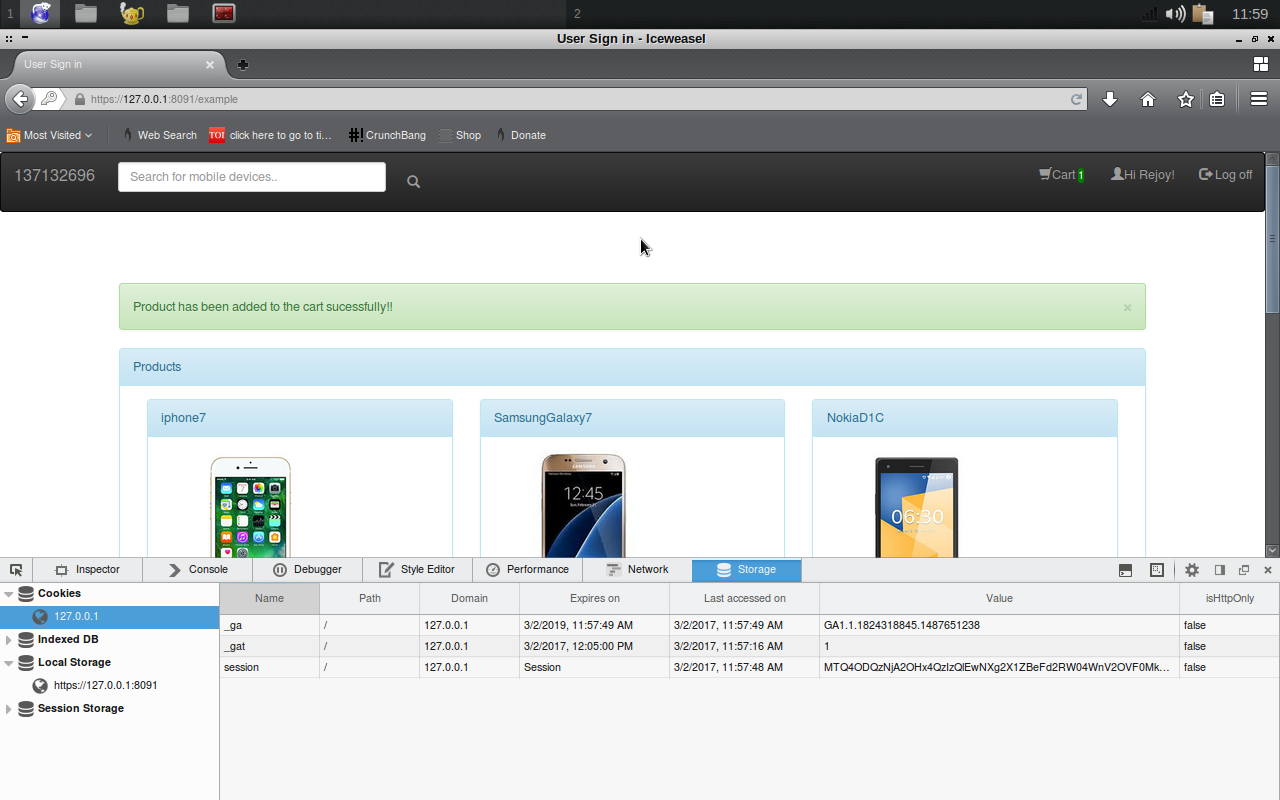 1
2
11:59
User Sign in - Iceweasel
User Sign in
https://127.0.0.1:8091/example
Most Visited
Web Search
TOI click here to go to ti...
#! CrunchBang
Shop
Donate
137132696
Search for mobile devices..
Cart 1
Hi Rejoy!
Log off
Product has been added to the cart sucessfully!!
×
Products
iphone7
SamsungGalaxy7
NokiaD1C
12:45
06:30
Inspector
Console
Debugger
Style Editor
Performance
Network
Storage
Cookies
127.0.0.1
Indexed DB
Local Storage
https://127.0.0.1:8091
Session Storage
Name Path Domain Expires on Last accessed on Value isHttpOnly
_ga / 127.0.0.1 3/2/2019, 11:57:49 AM 3/2/2017, 11:57:49 AM GA1.1.1824318845.1487651238 false
_gat / 127.0.0.1 3/2/2017, 12:05:00 PM 3/2/2017, 11:57:16 AM 1 false
session / 127.0.0.1 Session 3/2/2017, 11:57:48 AM MTQ4ODQzNjA2OHx4QzIzQlEwNXg2X1ZBeFd2RW04WnV2OVF0Mk... false